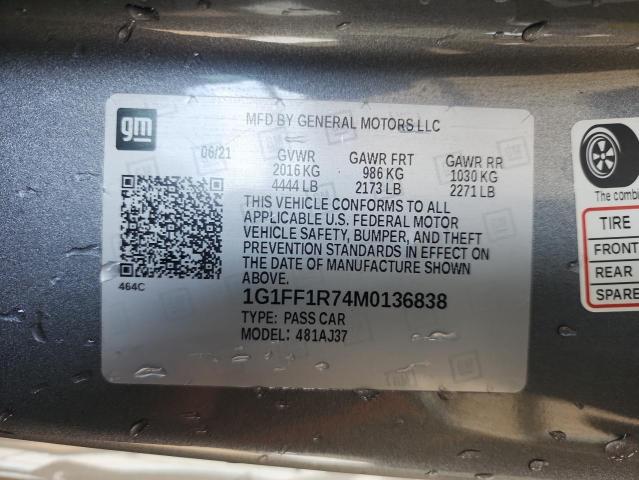 gm
MFD BY GENERAL MOTORS LLC
06/21 GVWR GAWR FRT GAWR RR
2016 KG 986 KG 1030 KG
4444 LB 2173 LB 2271 LB
THIS VEHICLE CONFORMS TO ALL
APPLICABLE U.S. FEDERAL MOTOR
VEHICLE SAFETY, BUMPER, AND THEFT
PREVENTION STANDARDS IN EFFECT ON
THE DATE OF MANUFACTURE SHOWN
ABOVE.
464C
1G1FF1R74M0136838
TYPE: PASS CAR
MODEL: 481AJ37
The combi
TIRE
FRONT
REAR
SPARE